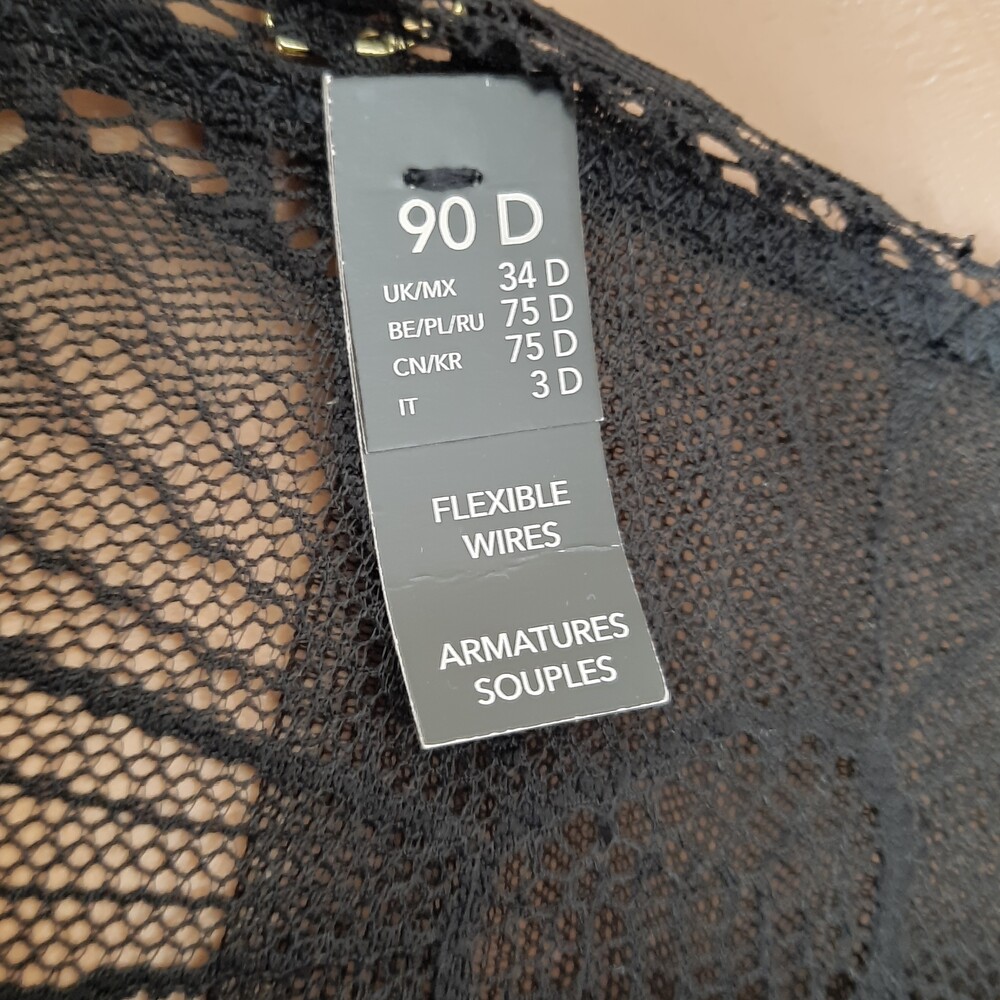 90 D
UK/MX 34 D
BE/PL/RU 75 D
CN/KR 75 D
IT 3 D
FLEXIBLE
WIRES
ARMATURES
SOUPLES